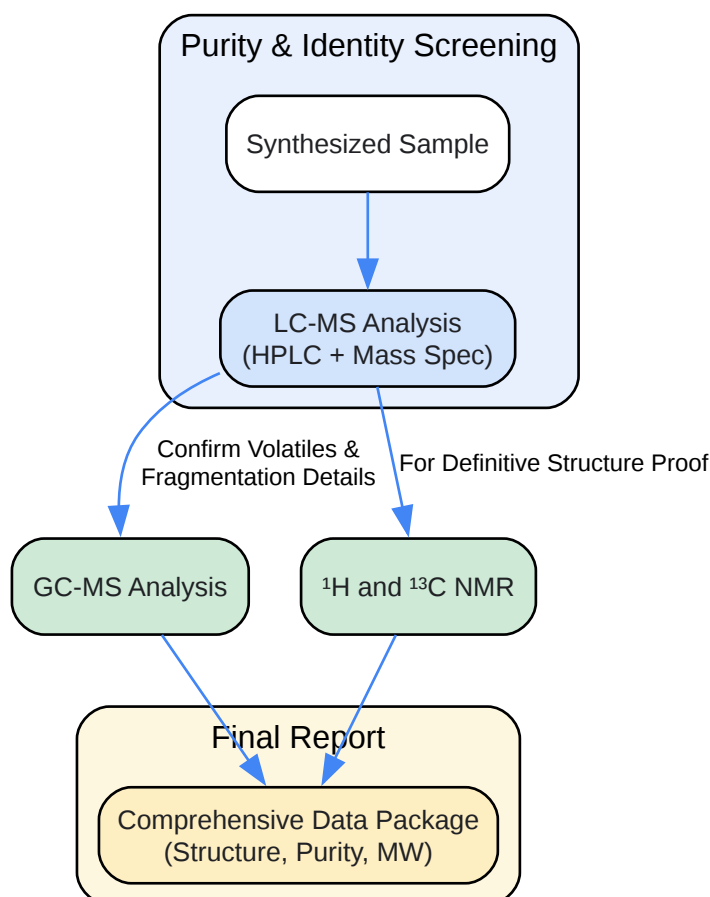 Purity & Identity Screening
Synthesized Sample
LC-MS Analysis
(HPLC + Mass Spec)
Confirm Volatiles &
Fragmentation Details
For Definitive Structure Proof
GC-MS Analysis
¹H and ¹³C NMR
Final Report
Comprehensive Data Package
(Structure, Purity, MW)